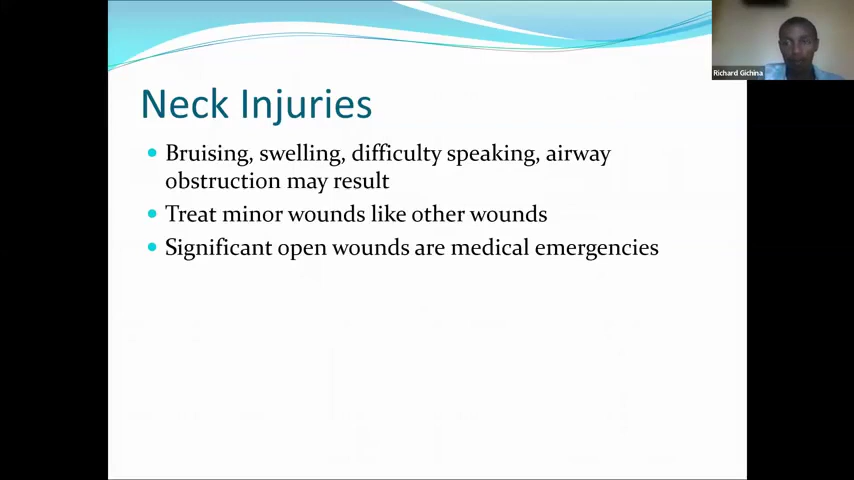 Richard Gichina
Neck Injuries
Bruising, swelling, difficulty speaking, airway
obstruction may result
Treat minor wounds like other wounds
Significant open wounds are medical emergencies